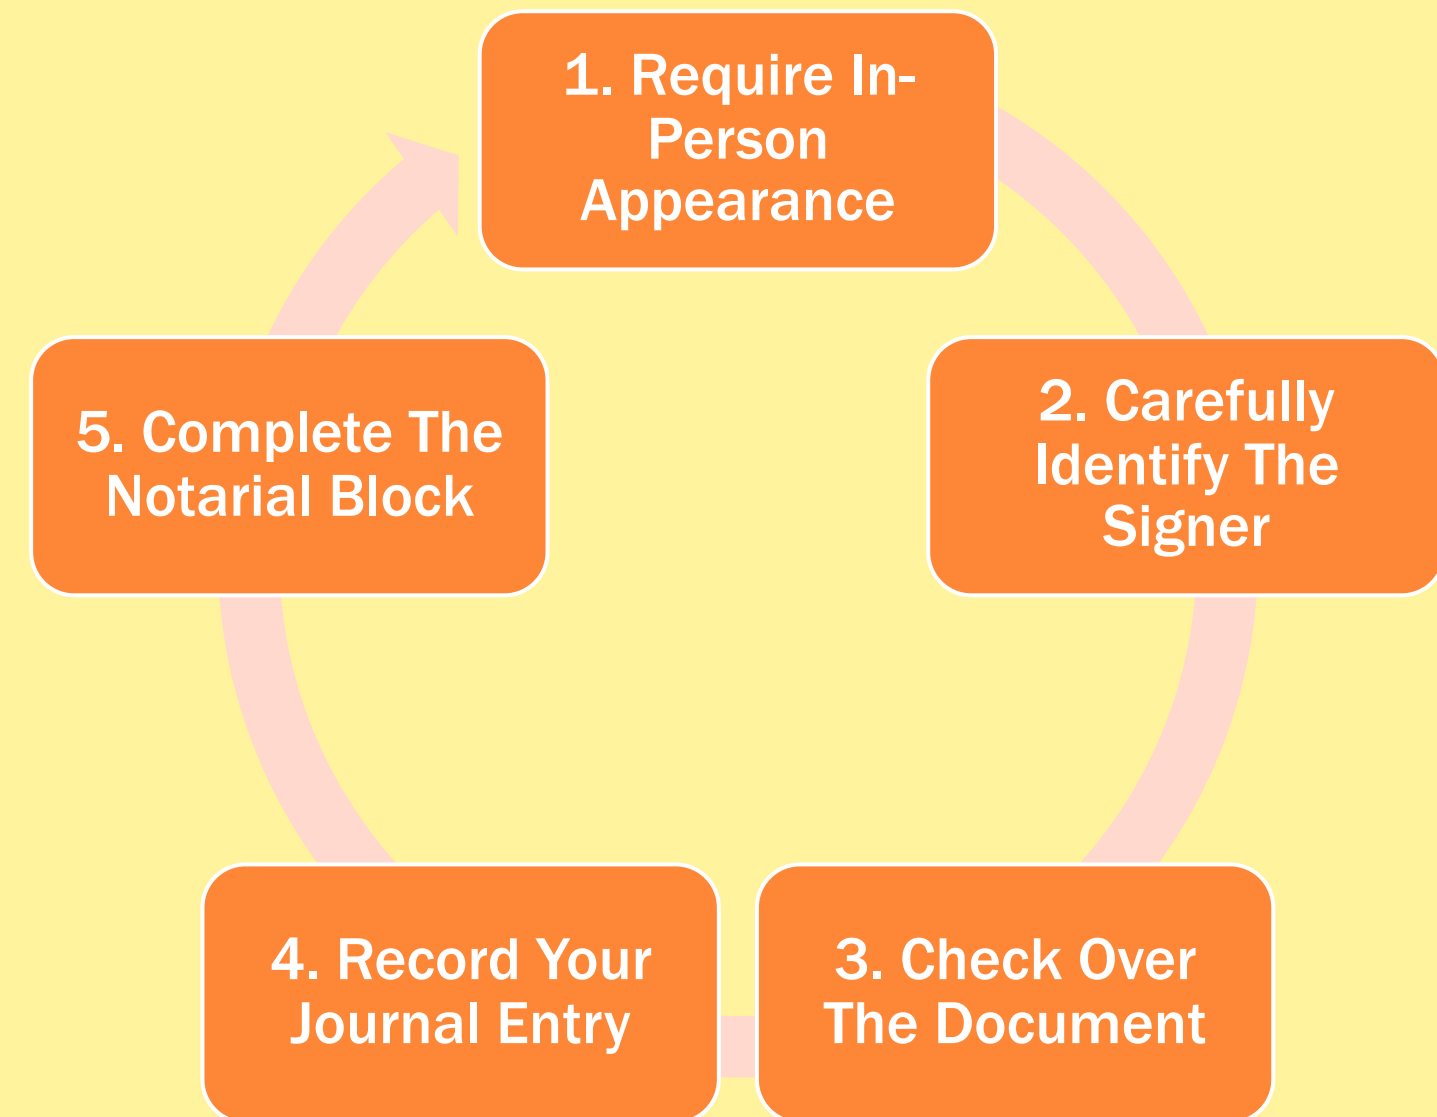 1. Require In-
Person
Appearance
2. Carefully
Identify The
Signer
3. Check Over
The Document
4. Record Your
Journal Entry
5. Complete The
Notarial Block